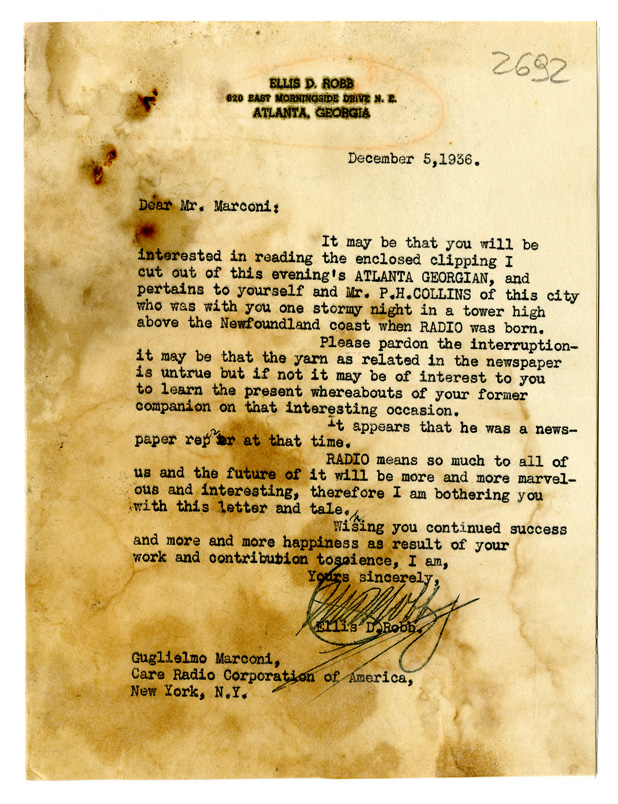 2692
ELLIS D. ROBB
820 EAST MORNINGSIDE DRIVE N. E.
ATLANTA, GEORGIA
December 5,1936.
Dear Mr. Marconi:
It may be that you will be
interested in reading the enclosed clipping I
cut out of this evening's ATLANTA GEORGIAN, and
pertains to yourself and Mr. P.H.COLLINS of this city
who was with you one stormy night in a tower high
above the Newfoundland coast when RADIO was born.
Please pardon the interruption-
it may be that the yarn as related in the newspaper
is untrue but if not it may be of interest to you
to learn the present whereabouts of your former
companion on that interesting occasion.
It appears that he was a news-
paper at that time.
RADIO means so much to all of
us and the future of it will be more and more marvel-
ous and interesting, therefore I am bothering you
with this letter and tale.
Wishing you continued success
and more and more happiness as result of your
work and contribution toscience, I am,
Yours sincerely,
Ellis D.Robb.
Guglielmo Marconi,
Care Radio Corporation of America,
New York, N.Y.